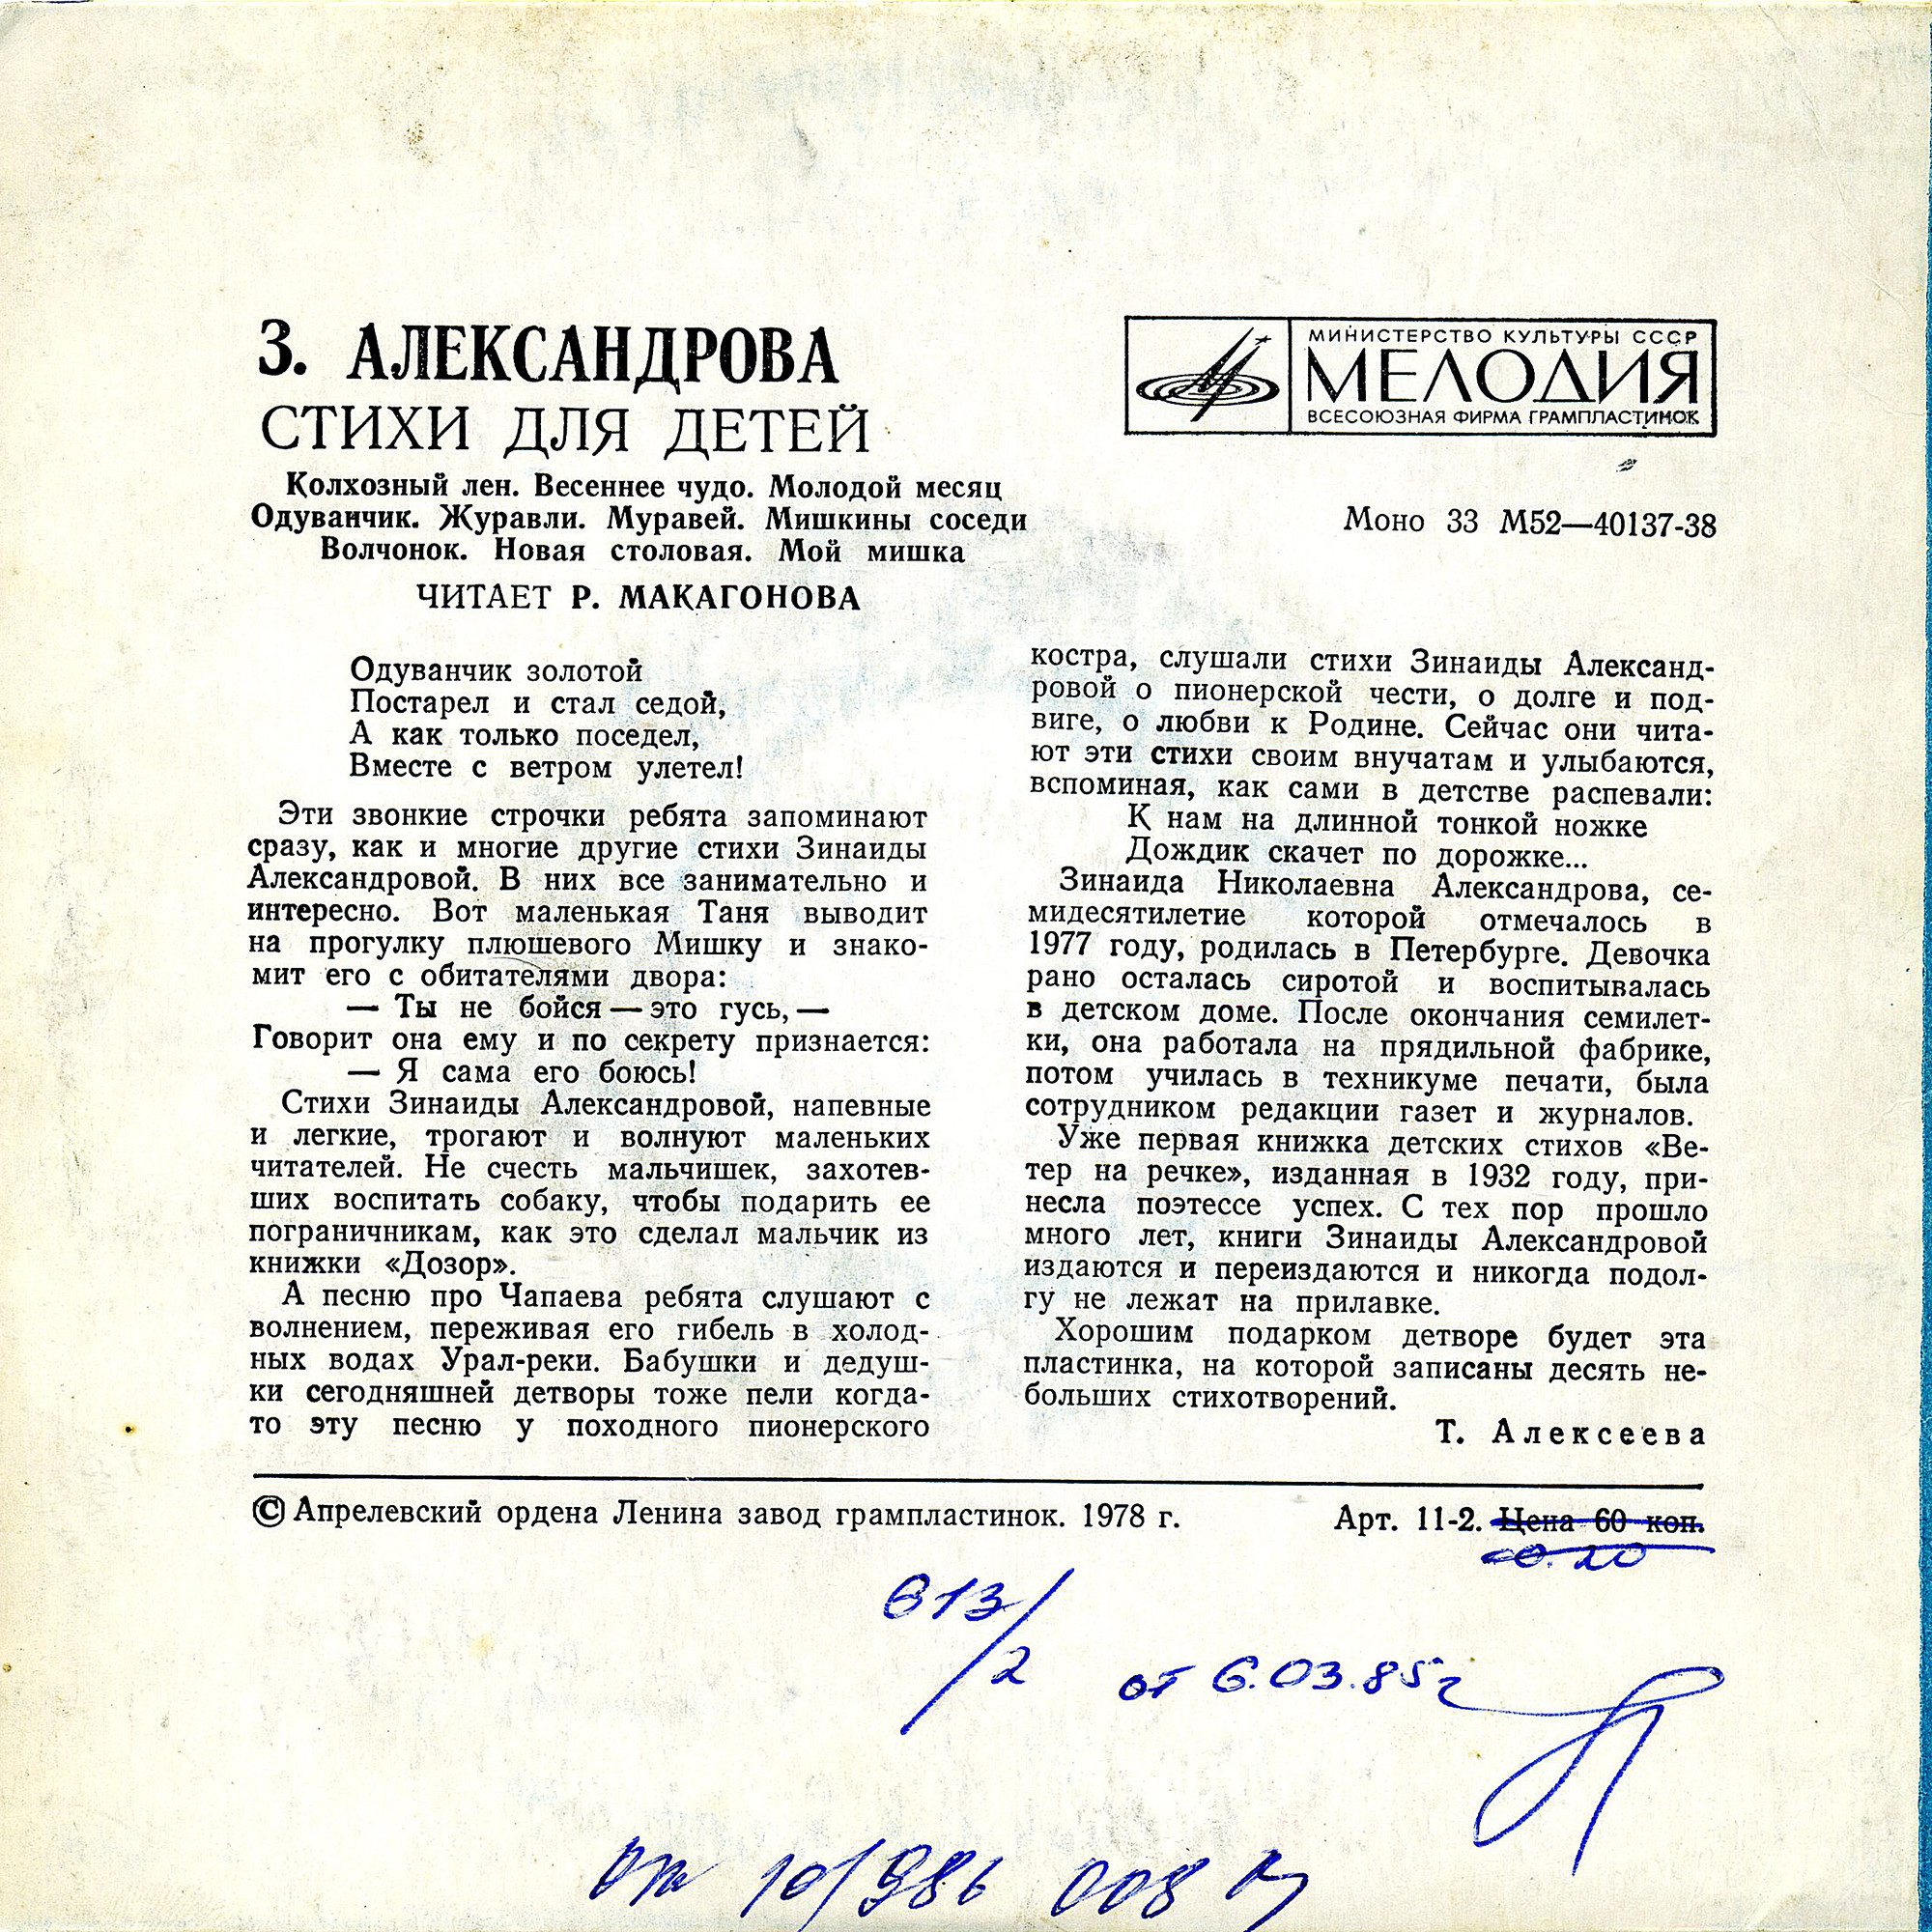 З. АЛЕКСАНДРОВА
СТИХИ ДЛЯ ДЕТЕЙ
Колхозный лен. Весеннее чудо. Молодой месяц
Одуванчик. Журавли. Муравей. Мишкины соседи
Волчонок. Новая столовая. Мой мишка
ЧИТАЕТ Р. МАКАГОНОВА
МИНИСТЕРСТВО КУЛЬТУРЫ СССР
МЕЛОДИЯ
ВСЕСОЮЗНАЯ ФИРМА ГРАМПЛАСТИНОК
Моно 33 М52—40137-38
Одуванчик золотой
Постарел и стал седой,
А как только поседел,
Вместе с ветром улетел!
Эти звонкие строчки ребята запоминают
сразу, как и многие другие стихи Зинаиды
Александровой. В них все занимательно и
интересно. Вот маленькая Таня выводит
на прогулку плюшевого Мишку и знако-
мит его с обитателями двора:
— Ты не бойся — это гусь, —
Говорит она ему и по секрету признается:
— Я сама его боюсь!
Стихи Зинаиды Александровой, напевные
и легкие, трогают и волнуют маленьких
читателей. Не счесть мальчишек, захотев-
ших воспитать собаку, чтобы подарить ее
пограничникам, как это сделал мальчик из
книжки «Дозор».
А песню про Чапаева ребята слушают с
волнением, переживая его гибель в холод-
ных водах Урал-реки. Бабушки и дедуш-
ки сегодняшней детворы тоже пели когда-
то эту песню у походного пионерского
костра, слушали стихи Зинаиды Александ-
ровой о пионерской чести, о долге и под-
виге, о любви к Родине. Сейчас они чита-
ют эти стихи своим внучатам и улыбаются,
вспоминая, как сами в детстве распевали:
К нам на длинной тонкой ножке
Дождик скачет по дорожке...
Зинаида Николаевна Александрова, се-
мидесятилетие которой отмечалось в
1977 году, родилась в Петербурге. Девочка
рано осталась сиротой и воспитывалась
в детском доме. После окончания семилет-
ки, она работала на прядильной фабрике,
потом училась в техникуме печати, была
сотрудником редакции газет и журналов.
Уже первая книжка детских стихов «Ве-
тер на речке», изданная в 1932 году, при-
несла поэтессе успех. С тех пор прошло
много лет, книги Зинаиды Александровой
издаются и переиздаются и никогда подол-
гу не лежат на прилавке.
Хорошим подарком детворе будет эта
пластинка, на которой записаны десять не-
больших стихотворений.
Т. Алексеева
© Апрелевский ордена Ленина завод грампластинок. 1978 г.
Арт. 11-2. Цена 60 коп.
0.20
613/2 от 6.03.85г